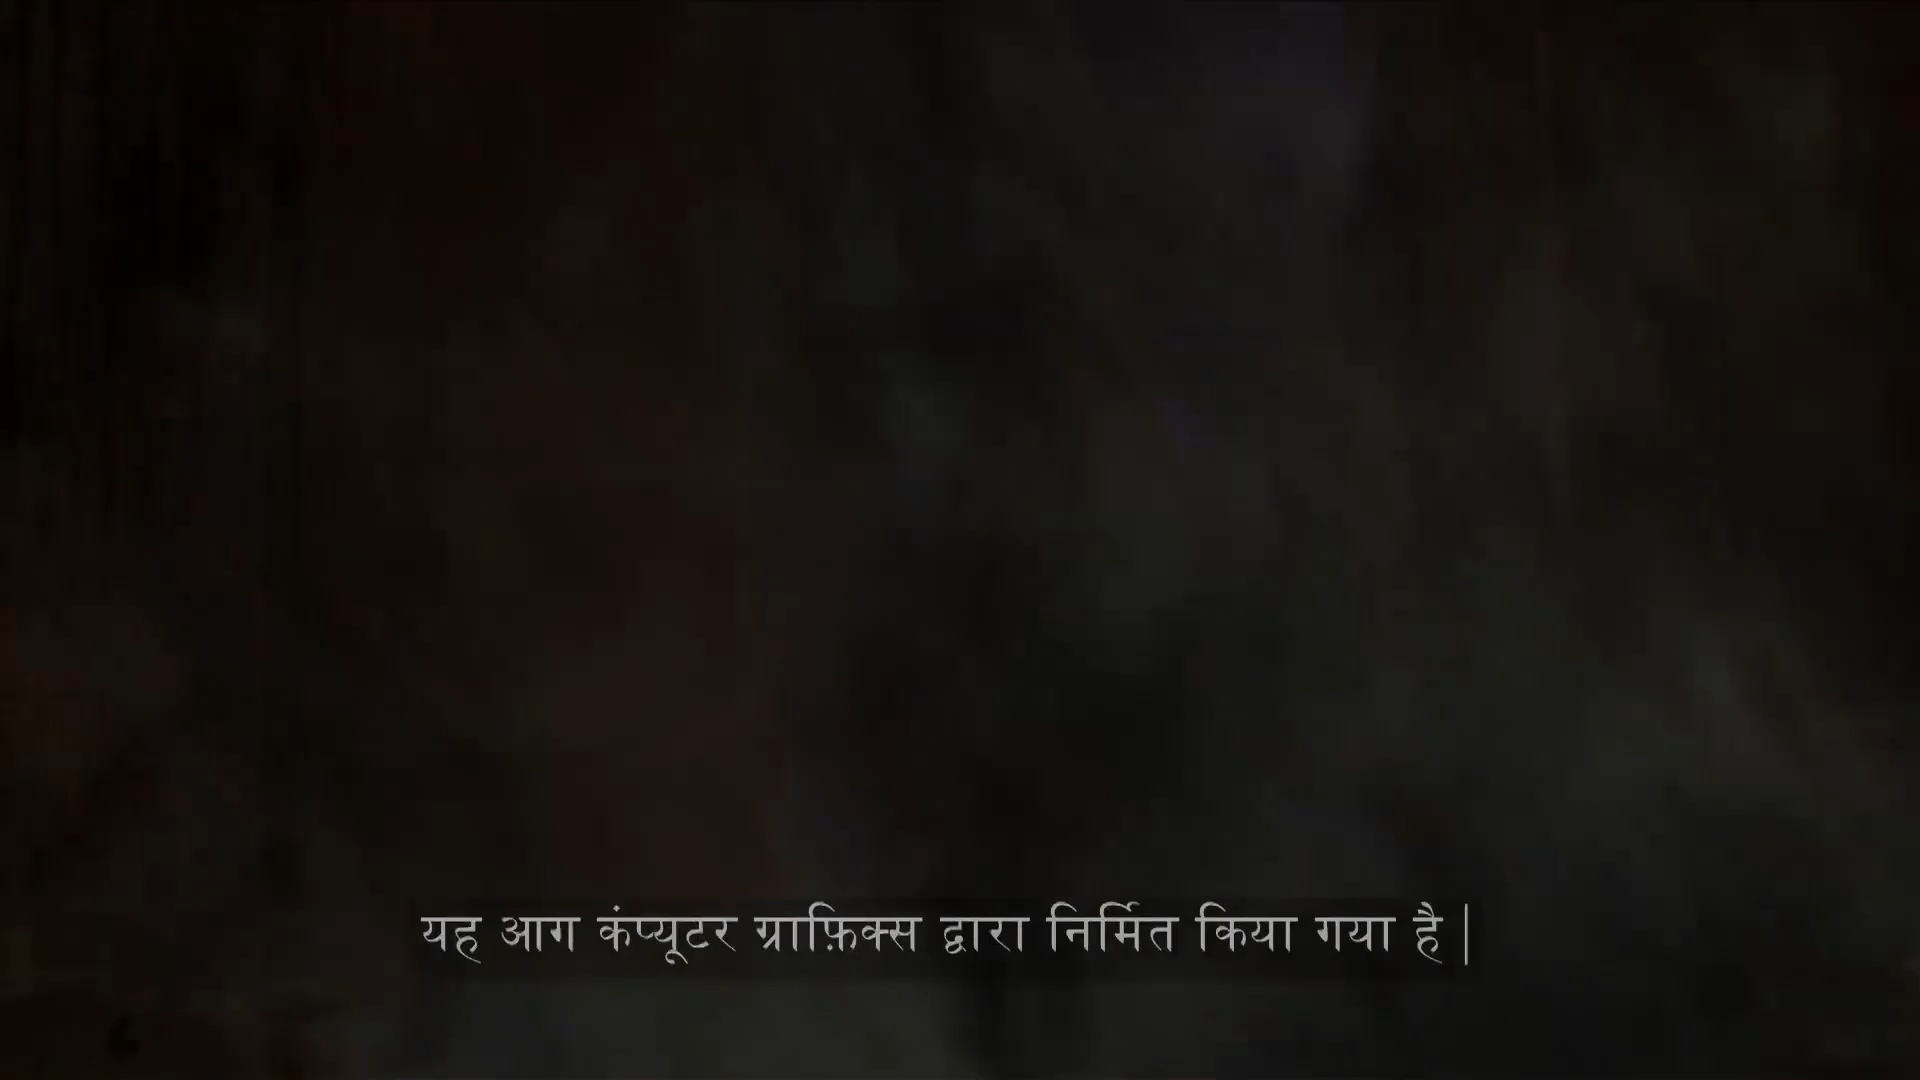 यह आग कंप्यूटर ग्राफ़िक्स द्वारा निर्मित किया गया है |